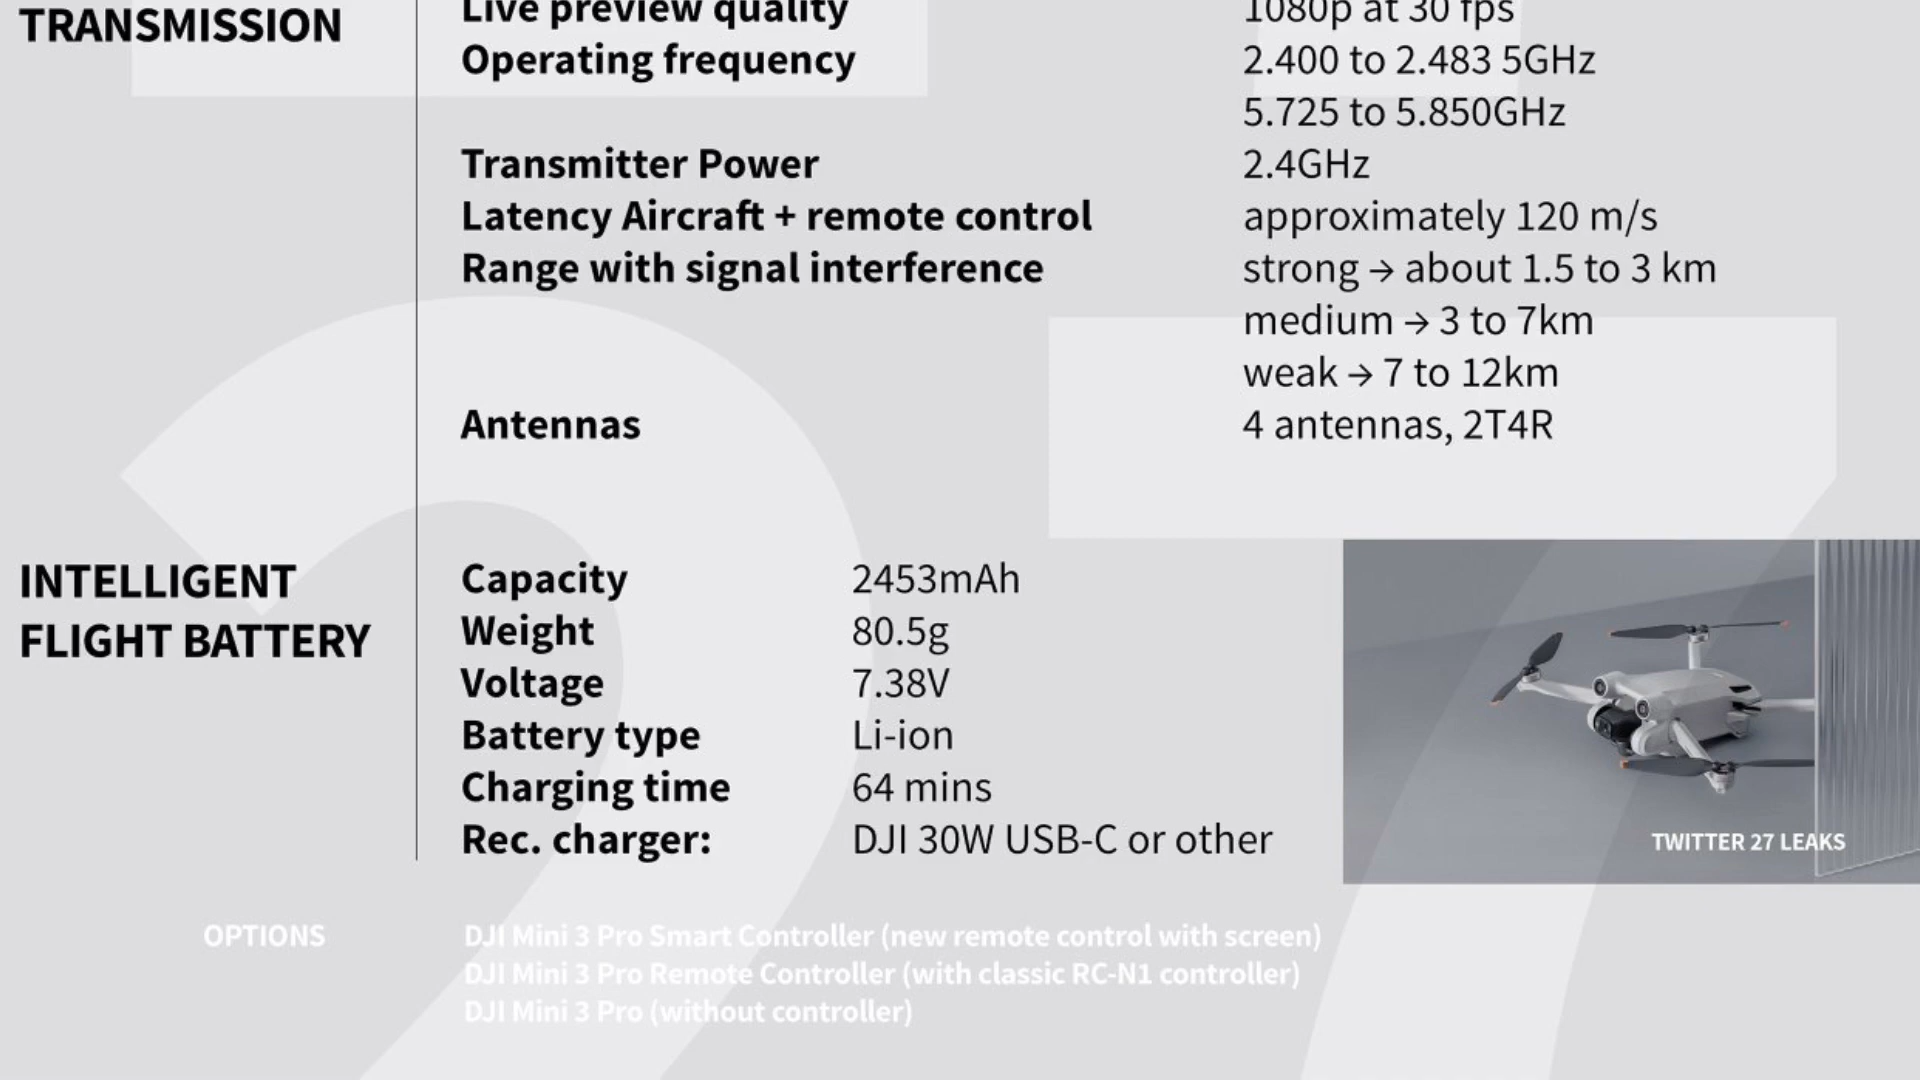 TRANSMISSION
Live preview quality 1080p at 30 fps
Operating frequency 2.400 to 2.483 5GHz
5.725 to 5.850GHz
Transmitter Power 2.4GHz
Latency Aircraft + remote control approximately 120 m/s
Range with signal interference strong → about 1.5 to 3 km
medium → 3 to 7km
weak → 7 to 12km
Antennas 4 antennas, 2T4R
INTELLIGENT
FLIGHT BATTERY
Capacity 2453mAh
Weight 80.5g
Voltage 7.38V
Battery type Li-ion
Charging time 64 mins
Rec. charger: DJI 30W USB-C or other
TWITTER 27 LEAKS
OPTIONS DJI Mini 3 Pro Smart Controller (new remote control with screen)
DJI Mini 3 Pro Remote Controller (with classic RC-N1 controller)
DJI Mini 3 Pro (without controller)
27